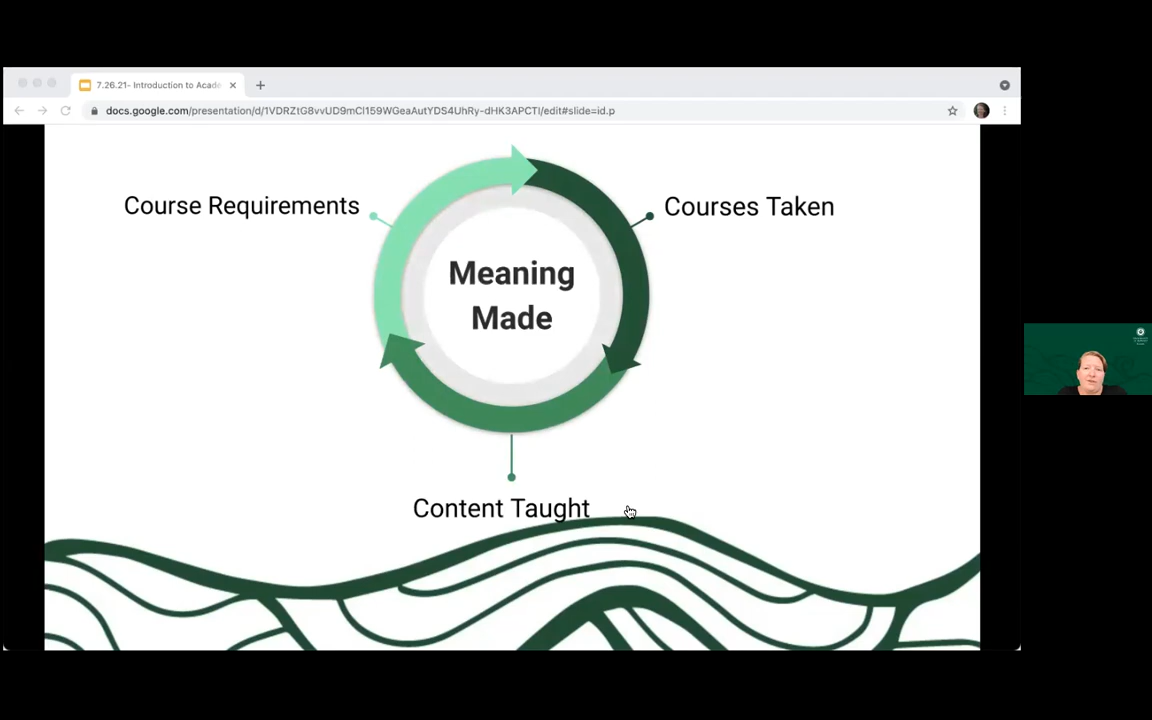 7.26.21- Introduction to Acade
docs.google.com/presentation/d/1VDRZtG8vvUD9mCl159WGeaAutYDS4UhRy-dHK3APCTI/edit#slide=id.p
Course Requirements
Courses Taken
Meaning
Made
Content Taught